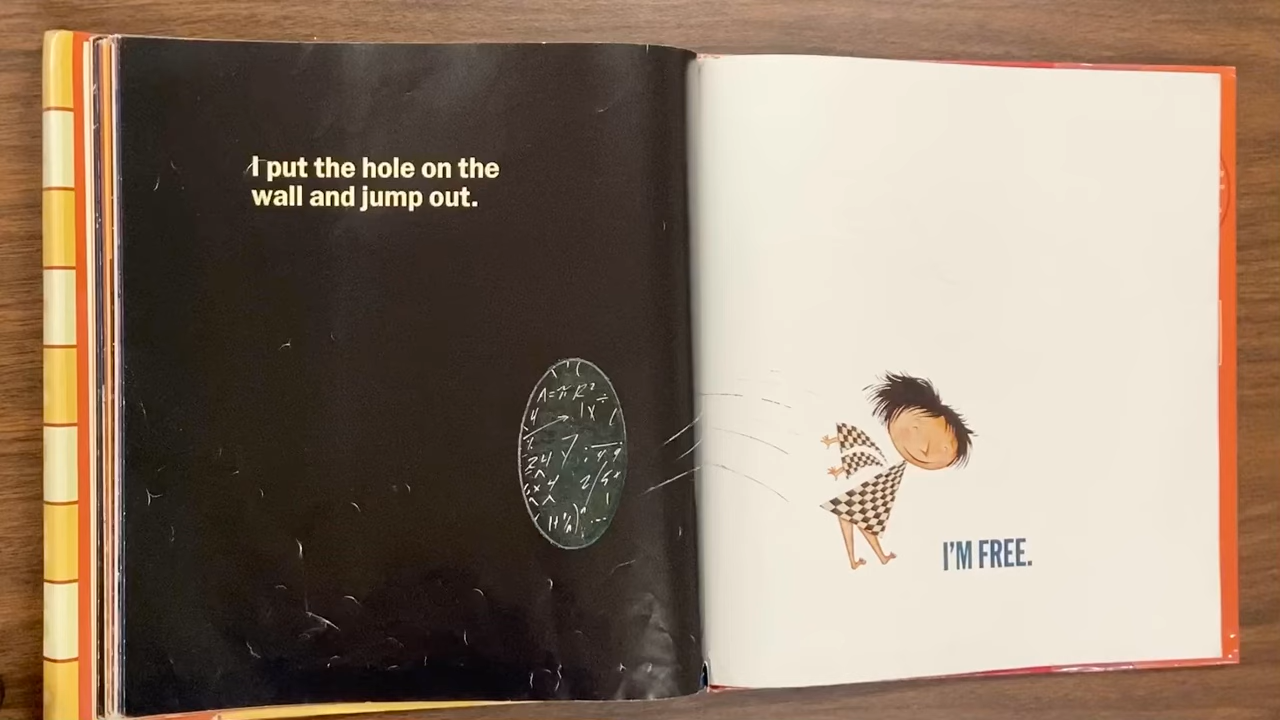 I put the hole on the
wall and jump out.
I'M FREE.